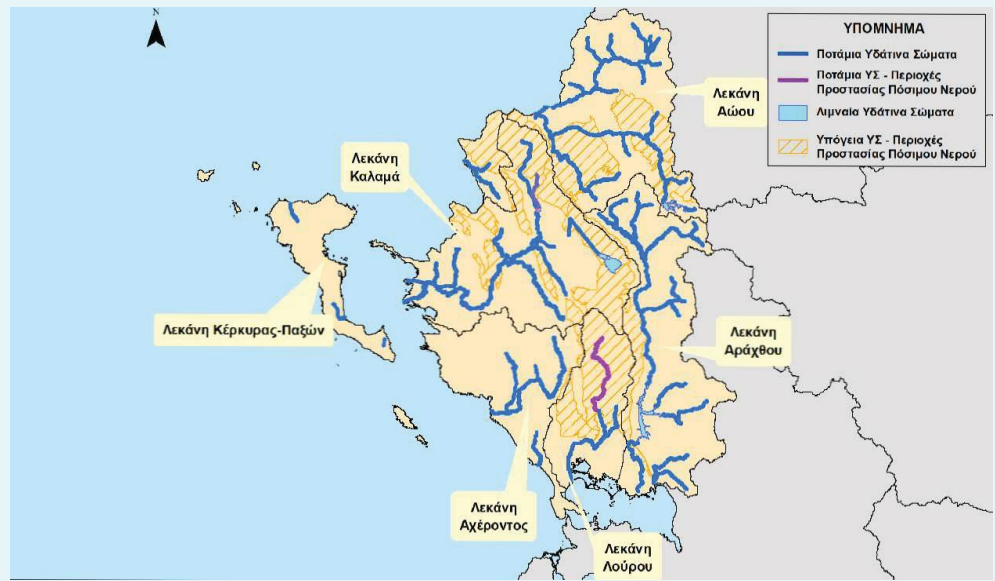 N
ΥΠΟΜΝΗΜΑ
Ποτάμια Υδάτινα Σώματα
Ποτάμια ΥΣ - Περιοχές
Προστασίας Πόσιμου Νερού
Λιμναία Υδάτινα Σώματα
Υπόγεια ΥΣ - Περιοχές
Προστασίας Πόσιμου Νερού
Λεκάνη
Αώου
Λεκάνη
Καλαμά
Λεκάνη Κέρκυρας-Παξών
Λεκάνη
Αράχθου
Λεκάνη
Αχέροντος
Λεκάνη
Λούρου